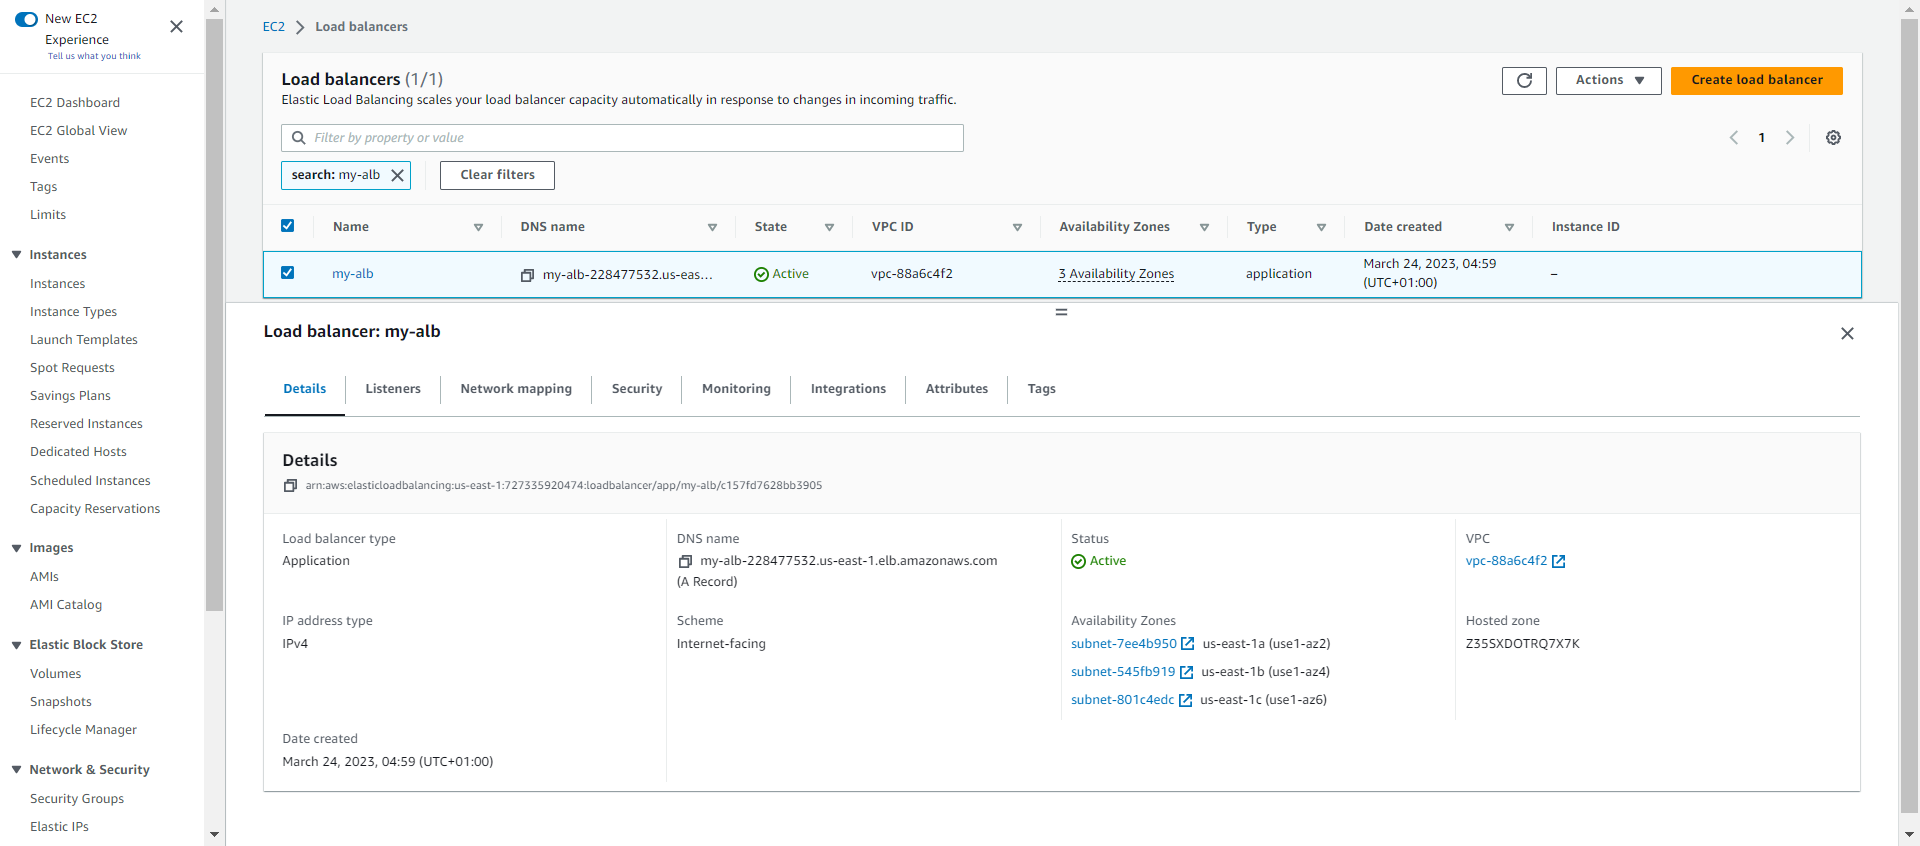 New EC2
Experience
Tell us what you think
EC2 Dashboard
EC2 Global View
Events
Tags
Limits
Instances
Instances
Instance Types
Launch Templates
Spot Requests
Savings Plans
Reserved Instances
Dedicated Hosts
Scheduled Instances
Capacity Reservations
Images
AMIs
AMI Catalog
Elastic Block Store
Volumes
Snapshots
Lifecycle Manager
Network & Security
Security Groups
Elastic IPs
EC2 Load balancers
Load balancers (1/1)
Elastic Load Balancing scales your load balancer capacity automatically in response to changes in incoming traffic.
Actions
Create load balancer
Filter by property or value
1
search: my-alb
Clear filters
Name DNS name State VPC ID Availability Zones Type Date created Instance ID
my-alb my-alb-228477532.us-eas... Active vpc-88a6c4f2 3 Availability Zones application March 24, 2023, 04:59
(UTC+01:00) –
Load balancer: my-alb
Details Listeners Network mapping Security Monitoring Integrations Attributes Tags
Details
arn:aws:elasticloadbalancing:us-east-1:727335920474:loadbalancer/app/my-alb/c157fd7628bb3905
Load balancer type
Application
DNS name
my-alb-228477532.us-east-1.elb.amazonaws.com
(A Record)
Status
Active
VPC
vpc-88a6c4f2
IP address type
IPv4
Scheme
Internet-facing
Availability Zones
subnet-7ee4b950 us-east-1a (use1-az2)
subnet-545fb919 us-east-1b (use1-az4)
subnet-801c4edc us-east-1c (use1-az6)
Hosted zone
Z35SXDOTRQ7X7K
Date created
March 24, 2023, 04:59 (UTC+01:00)